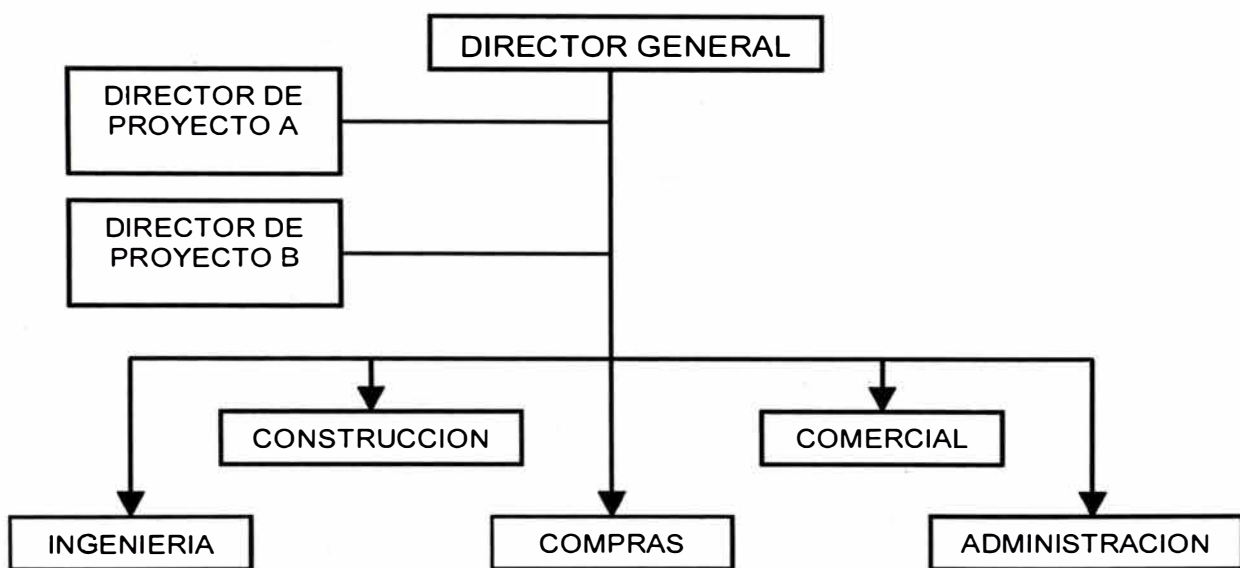 DIRECTOR GENERAL
DIRECTOR DE
PROYECTO A
DIRECTOR DE
PROYECTO B
CONSTRUCCION
COMERCIAL
INGENIERIA
COMPRAS
ADMINISTRACION